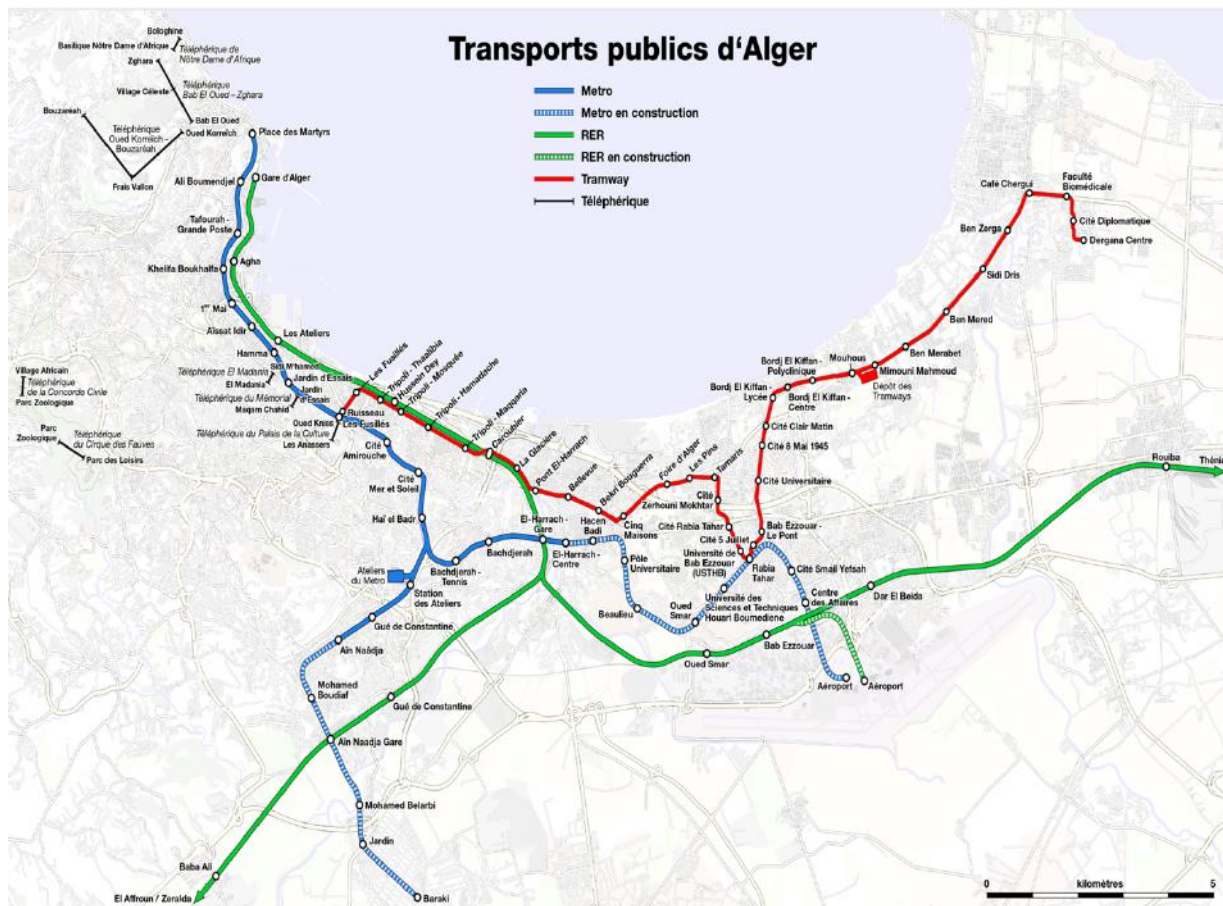 Transports publics d'Alger
Metro
Metro en construction
RER
RER en construction
Tramway
Téléphérique
Bologhine
Basilique Nôtre Dame d'Afrique
Téléphérique de
Nôtre Dame d'Afrique
Zghara
Village Céleste
Téléphérique
Bab El Oued – Zghara
Bab El Oued
Bouzaréah
Téléphérique
Oued Korreïch –
Bouzaréah
Oued Korreïch
Frais Vallon
Place des Martyrs
Ali Boumendjel
Gare d'Alger
Tafourah -
Grande Poste
Khelifa Boukhalfa
Agha
1er Mai
Aïssat Idir
Les Ateliers
Hamma
Sidi M'hamed
Téléphérique El Madania
El Madania
Jardin d'Essais
Jardin
d'Essais
Téléphérique du Mémorial
Maqam Chahid
Oued Kniss
Téléphérique du Palais de la Culture
Les Anassers
Village Africain
Téléphérique
de la Concorde Civile
Parc Zoologique
Parc
Zoologique
Téléphérique
du Cirque des Fauves
Parc des Loisirs
Ruisseau
Les Fusillés
Les Fusillés
Tripoli - Thaalibia
Hussein Dey
Tripoli - Mosquée
Tripoli - Hamadache
Tripoli - Maqqaria
Caroubier
La Glacière
Pont El-Harrach
Bellevue
Bekri Bouguerra
Foire d'Alger
Les Pins
Tamaris
Cinq
Maisons
Cité
Zerhouni Mokhtar
Cité Rabia Tahar
Cité 5 Juillet
Université de
Bab Ezzouar
(USTHB)
Rabia
Tahar
Bab Ezzouar -
Le Pont
Cité Universitaire
Cité 8 Mai 1945
Cité Clair Matin
Bordj El Kiffan -
Lycée
Bordj El Kiffan -
Centre
Bordj El Kiffan -
Polyclinique
Mouhous
Mimouni Mahmoud
Dépôt des
Tramways
Ben Merabet
Ben Mered
Sidi Dris
Ben Zerga
Café Chergui
Faculté
Biomédicale
Cité Diplomatique
Dergana Centre
Cité
Amirouche
Cité
Mer et Soleil
Haï el Badr
Bachdjerah -
Tennis
Bachdjerah
El-Harrach -
Gare
El-Harrach -
Centre
Hacen
Badi
Pôle
Universitaire
Beaulieu
Oued
Smar
Université des
Sciences et Techniques
Houari Boumediene
Cité Smail Yefsah
Centre
des Affaires
Aéroport
Aéroport
Ateliers
du Metro
Station
des Ateliers
Gué de Constantine
Aïn Naâdja
Mohamed
Boudiaf
Ain Naadja Gare
Mohamed Belarbi
Jardin
Baraki
Gué de Constantine
Baba Ali
El Affroun / Zeralda
Oued Smar
Bab Ezzouar
Dar El Beida
Rouiba
Thénia
0
kilomètres
5